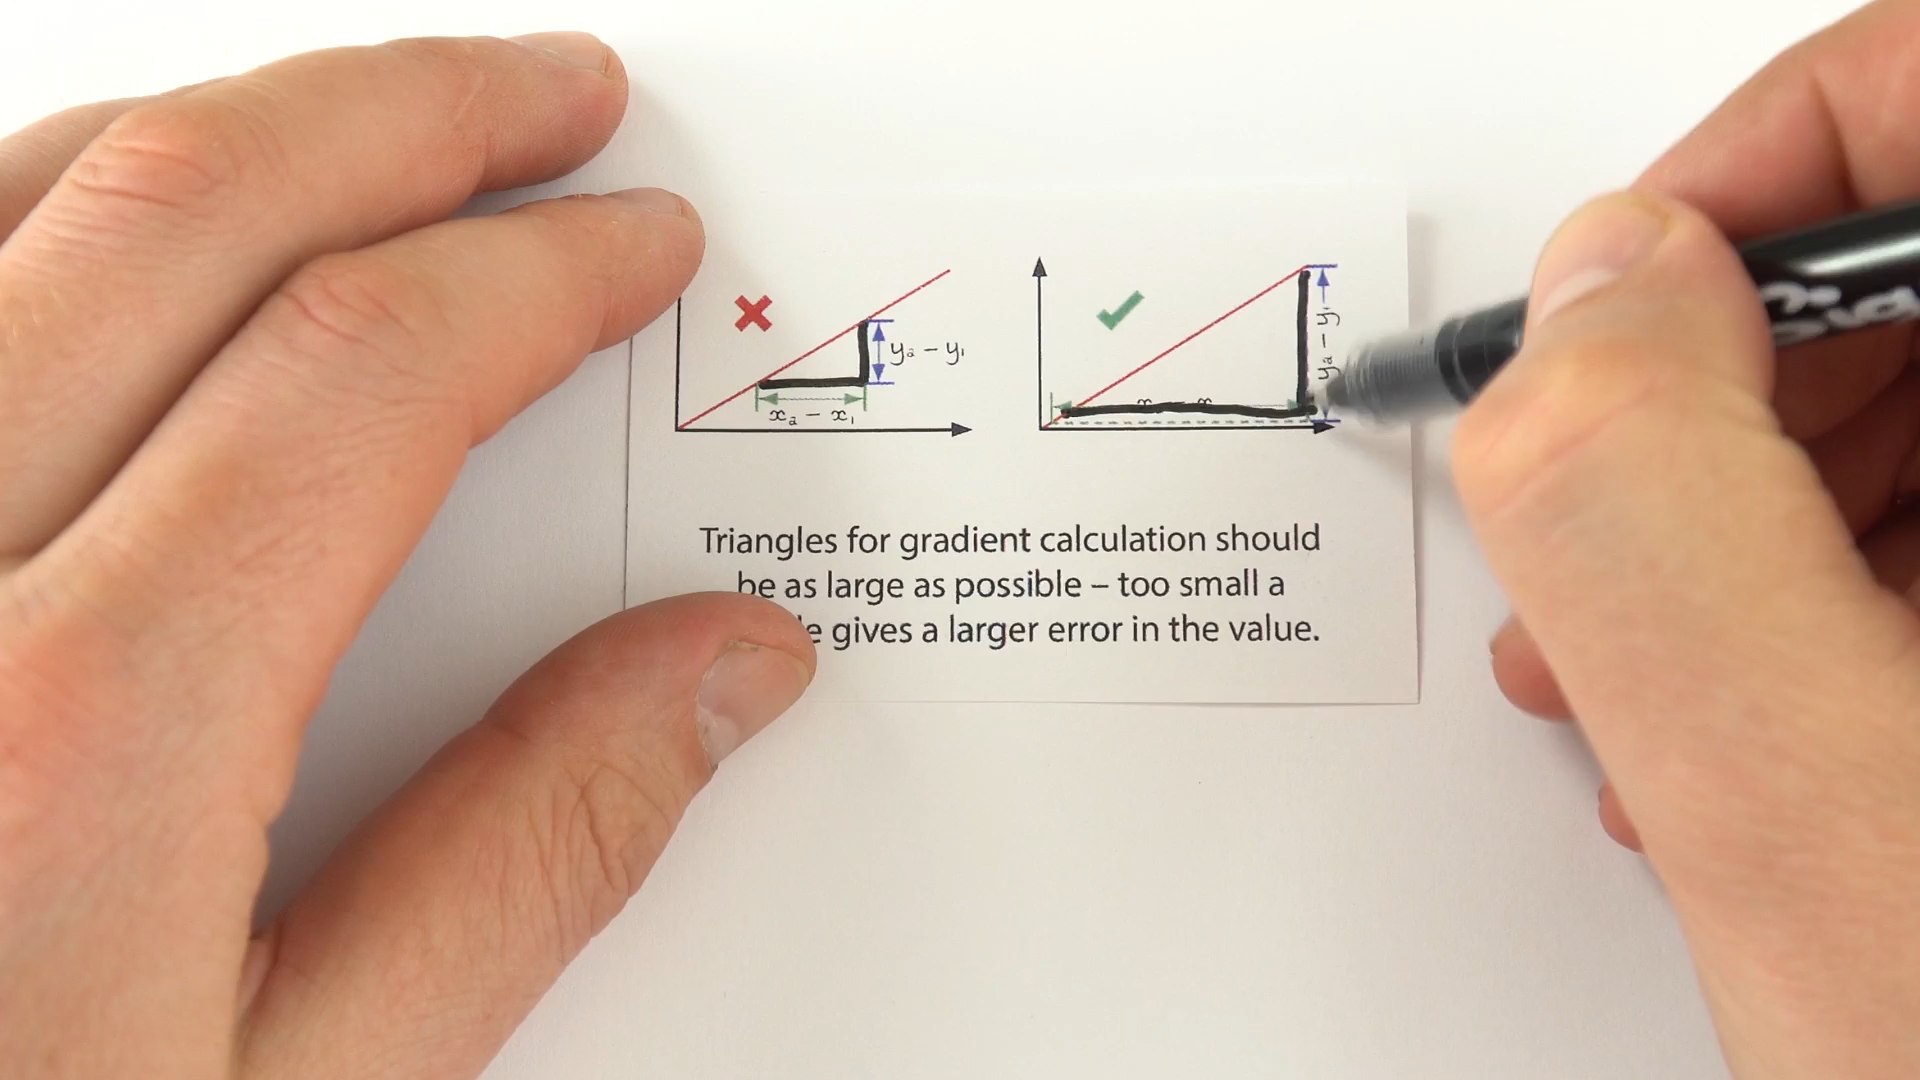 y₂ − y₁
x₂ − x₁
y₂ − y₁
Triangles for gradient calculation should
be as large as possible – too small a
gives a larger error in the value.